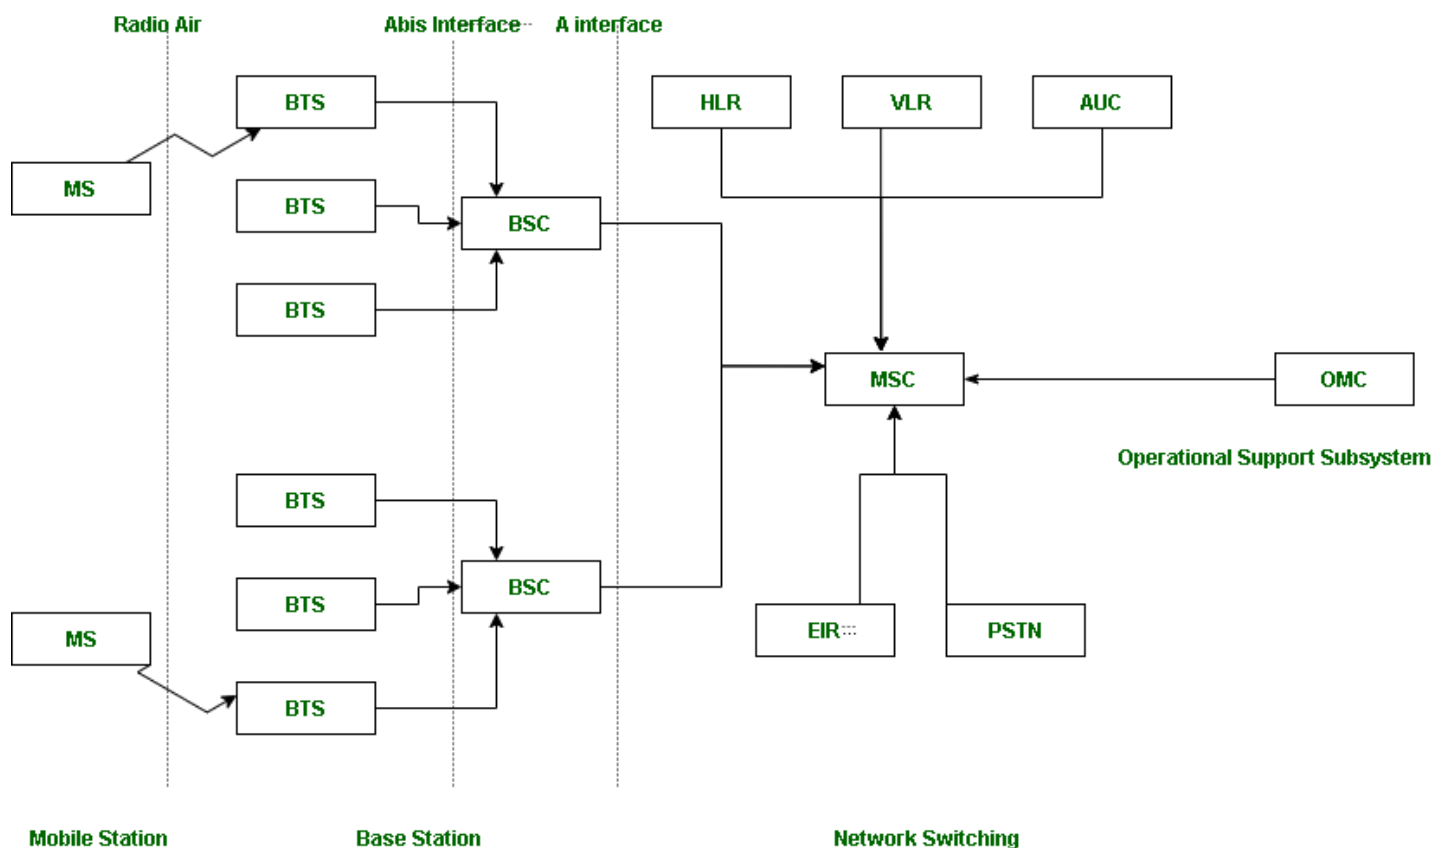 Radio Air
Abis Interface
A interface
BTS
HLR
VLR
AUC
MS
BTS
BSC
BTS
MSC
OMC
Operational Support Subsystem
BTS
BSC
BTS
EIR
PSTN
MS
BTS
Mobile Station
Base Station
Network Switching